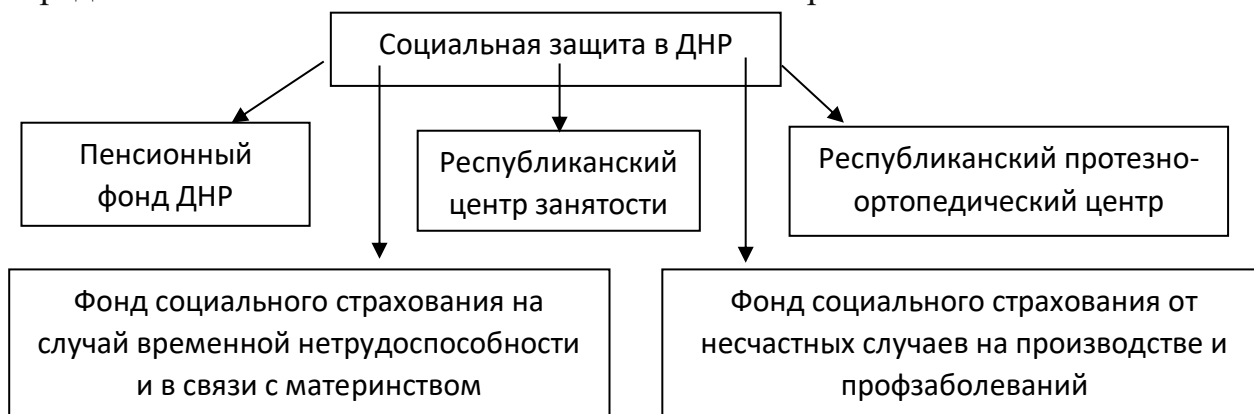 Социальная защита в ДНР
Пенсионный
фонд ДНР
Республиканский
центр занятости
Республиканский протезно-
ортопедический центр
Фонд социального страхования на
случай временной нетрудоспособности
и в связи с материнством
Фонд социального страхования от
несчастных случаев на производстве и
профзаболеваний